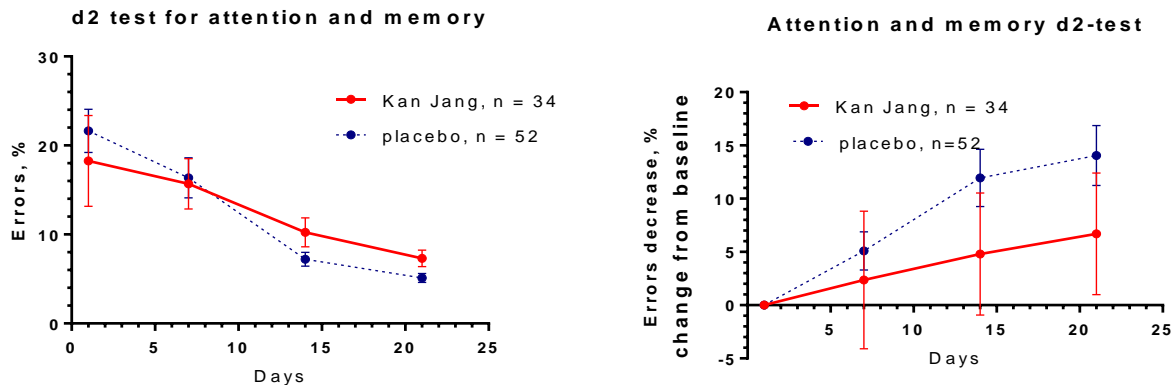 d2 test for attention and memory
Errors, %
30
20
10
0
0 5 10 15 20 25
Days
Kan Jang, n = 34
placebo, n = 52
Attention and memory d2-test
Errors decrease, %
change from baseline
20
15
10
5
0
-5
5 10 15 20 25
Days
Kan Jang, n = 34
placebo, n=52